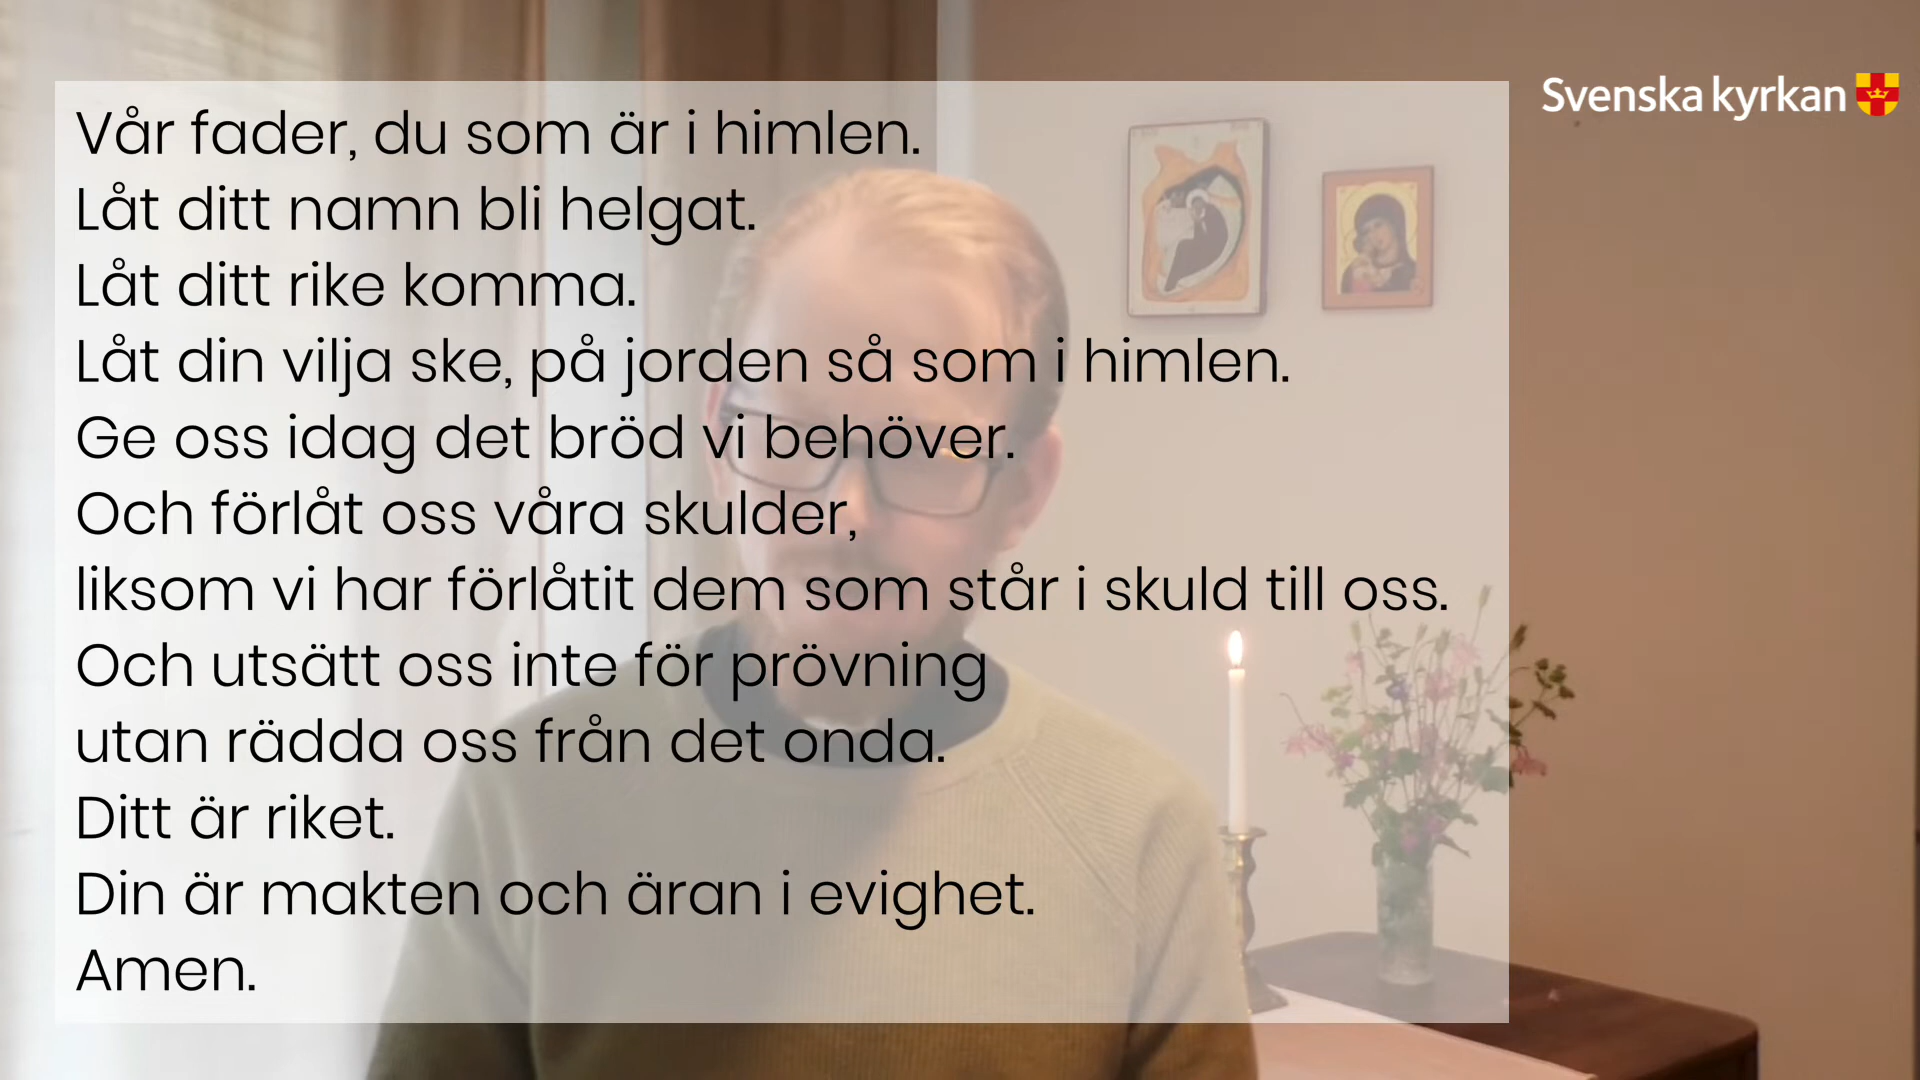 Svenska kyrkan
Vår fader, du som är i himlen.
Låt ditt namn bli helgat.
Låt ditt rike komma.
Låt din vilja ske, på jorden så som i himlen.
Ge oss idag det bröd vi behöver.
Och förlåt oss våra skulder,
liksom vi har förlåtit dem som står i skuld till oss.
Och utsätt oss inte för prövning
utan rädda oss från det onda.
Ditt är riket.
Din är makten och äran i evighet.
Amen.